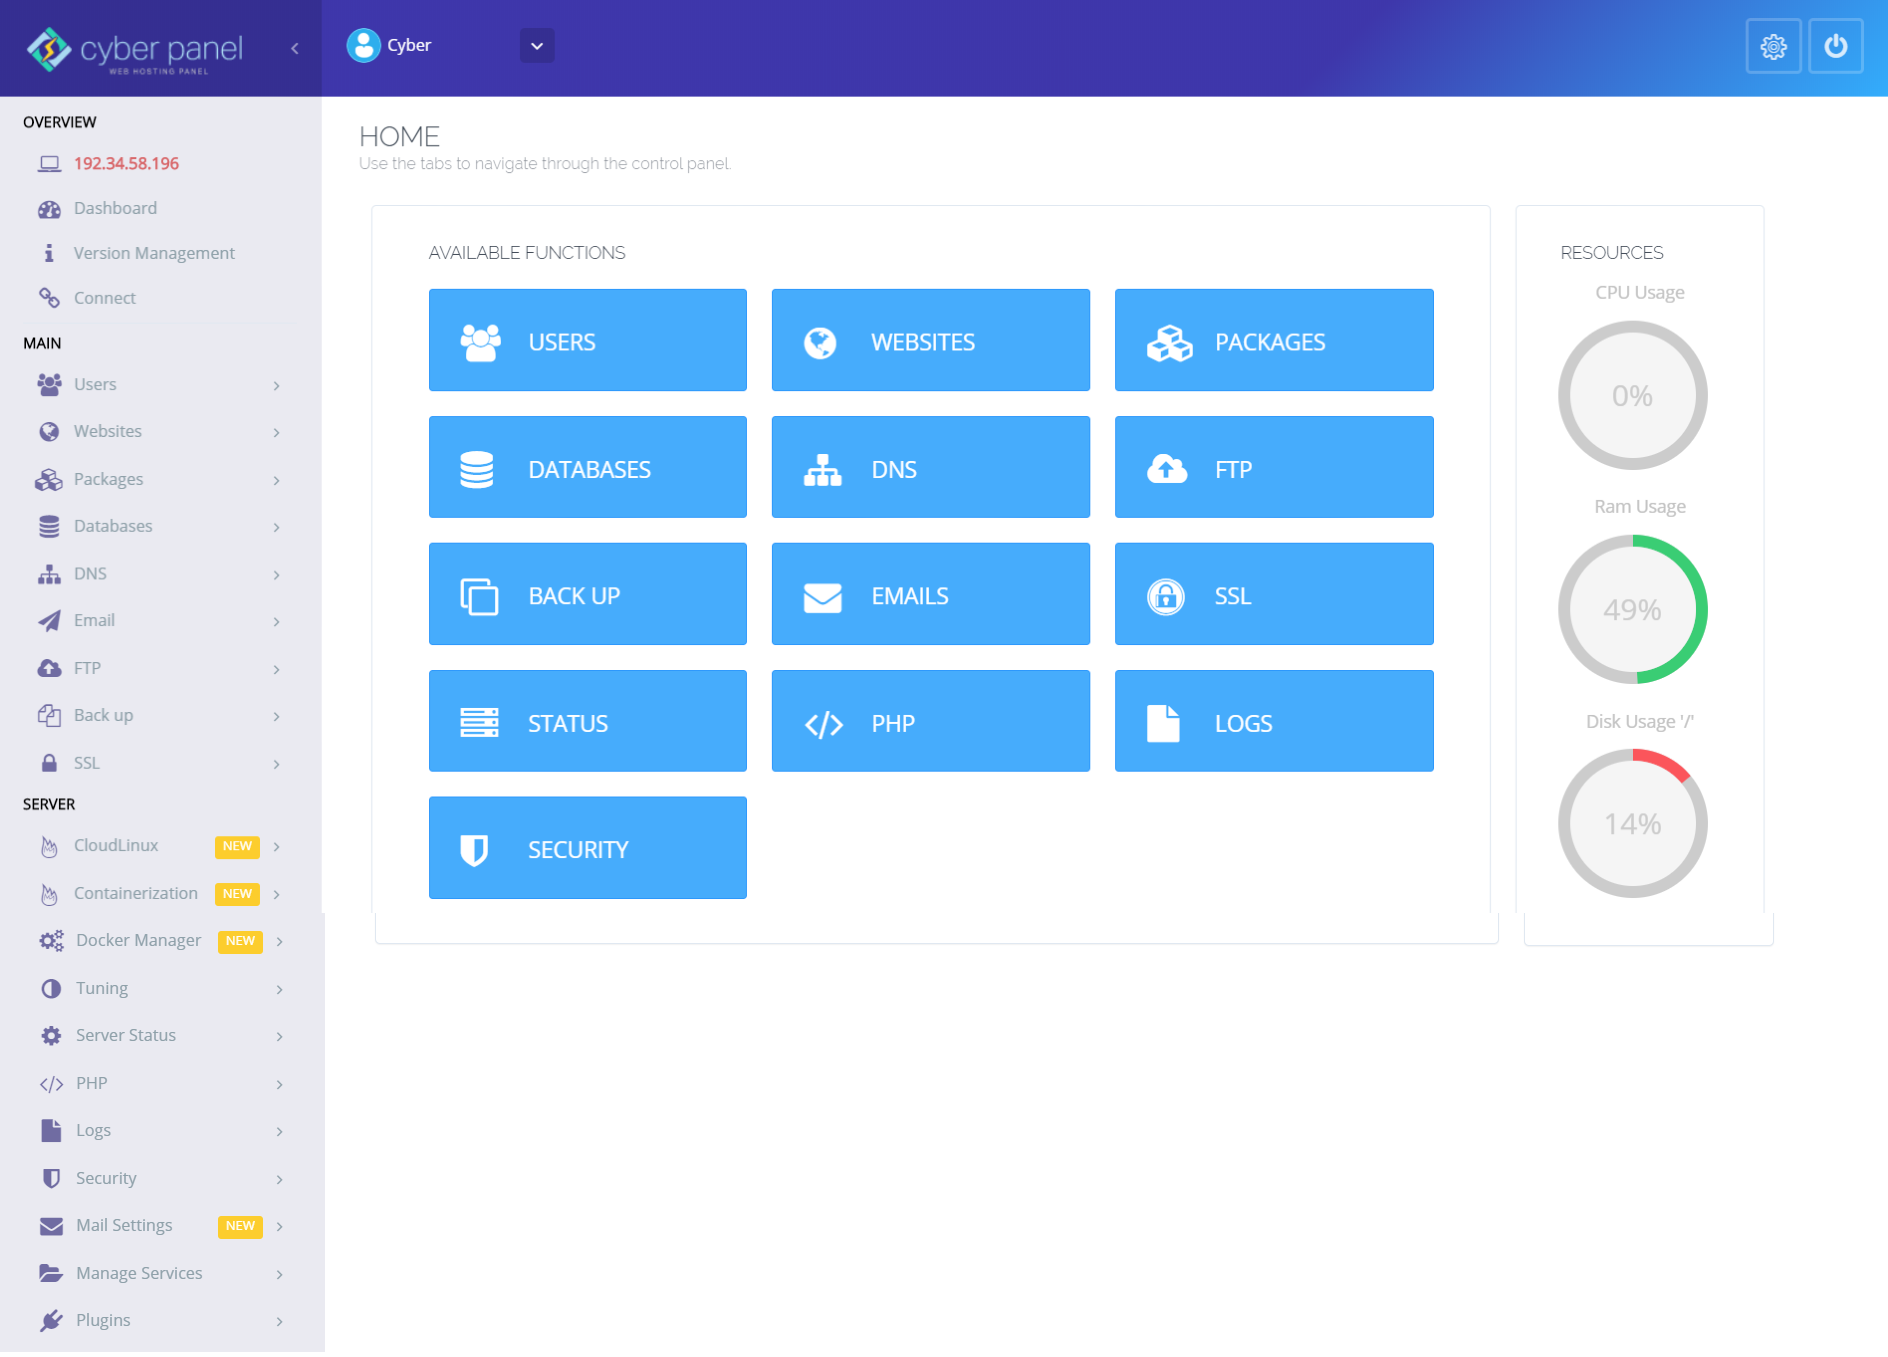 cyber panel
WEB HOSTING PANEL
Cyber
OVERVIEW
192.34.58.196
Dashboard
Version Management
Connect
MAIN
Users
Websites
Packages
Databases
DNS
Email
FTP
Back up
SSL
SERVER
CloudLinux NEW
Containerization NEW
Docker Manager NEW
Tuning
Server Status
PHP
Logs
Security
Mail Settings NEW
Manage Services
Plugins
HOME
Use the tabs to navigate through the control panel.
AVAILABLE FUNCTIONS
USERS
WEBSITES
PACKAGES
DATABASES
DNS
FTP
BACK UP
EMAILS
SSL
STATUS
PHP
LOGS
SECURITY
RESOURCES
CPU Usage
0%
Ram Usage
49%
Disk Usage '/'
14%